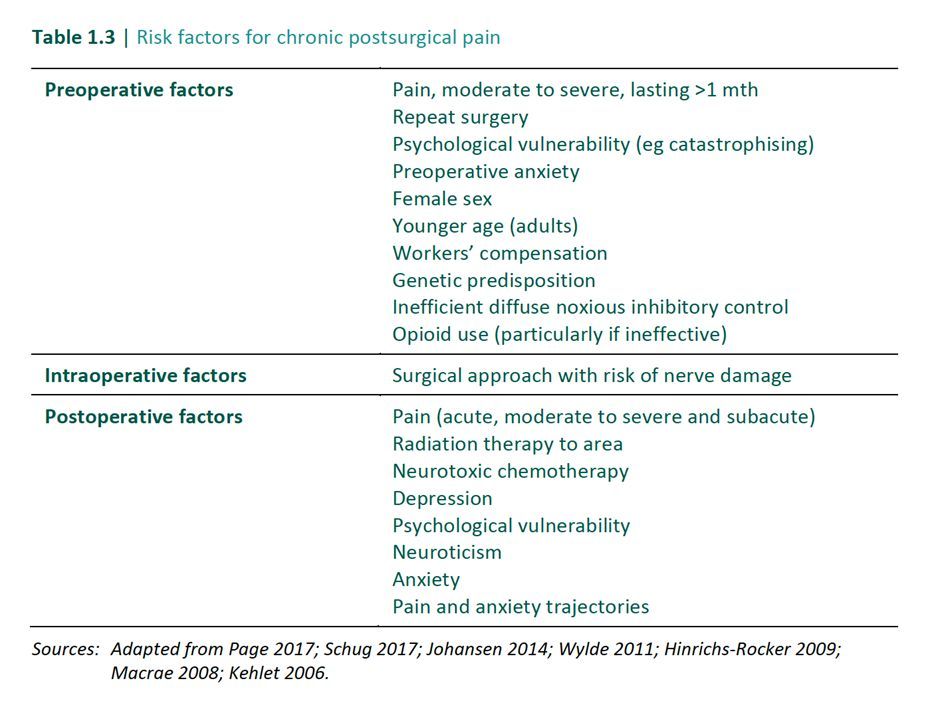 Table 1.3 | Risk factors for chronic postsurgical pain
Preoperative factors
Pain, moderate to severe, lasting >1 mth
Repeat surgery
Psychological vulnerability (eg catastrophising)
Preoperative anxiety
Female sex
Younger age (adults)
Workers’ compensation
Genetic predisposition
Inefficient diffuse noxious inhibitory control
Opioid use (particularly if ineffective)
Intraoperative factors
Surgical approach with risk of nerve damage
Postoperative factors
Pain (acute, moderate to severe and subacute)
Radiation therapy to area
Neurotoxic chemotherapy
Depression
Psychological vulnerability
Neuroticism
Anxiety
Pain and anxiety trajectories
Sources: Adapted from Page 2017; Schug 2017; Johansen 2014; Wylde 2011; Hinrichs-Rocker 2009;
Macrae 2008; Kehlet 2006.